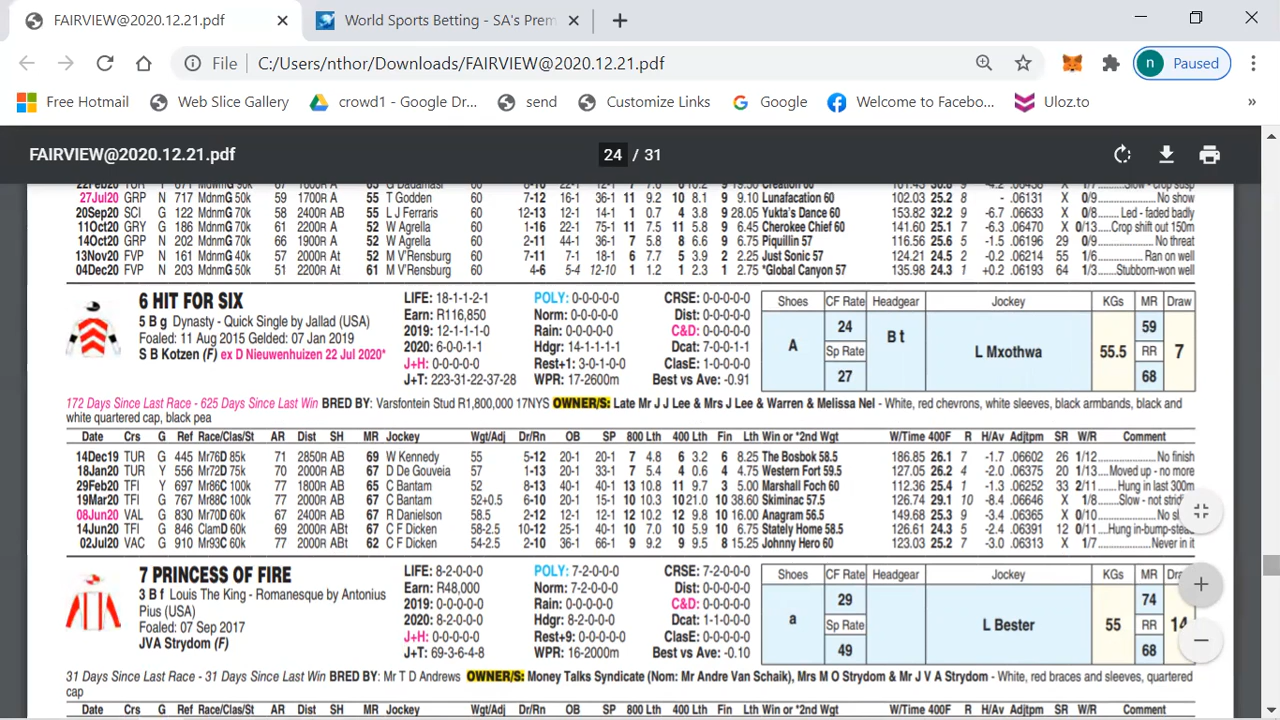 FAIRVIEW@2020.12.21.pdf
World Sports Betting - SA's Prem
File C:/Users/nthor/Downloads/FAIRVIEW@2020.12.21.pdf
n Paused
Free Hotmail Web Slice Gallery crowd1 - Google Dr... send Customize Links Google Welcome to Facebo... Uloz.to »
FAIRVIEW@2020.12.21.pdf 24 / 31
27Jul20 GRP N 116 MdnmG 50k 59 1700R A 55 T Godden 60 7-12 16-1 36-1 11 9.2 10 8.1 9 9.10 Lunafacation 60 102.03 25.2 8 - .06131 X 0/9 No show
20Sep20 SCI G 122 MdnmG 70k 58 2400R AB 55 L J Ferraris 60 12-13 12-1 14-1 1 0.7 4 3.8 9 28.05 Yukta's Dance 60 153.82 32.2 9 -6.7 .06633 X 0/8 Led - faded badly
11Oct20 GRY G 186 MdnmG 70k 61 2200R A 52 W Agrella 60 1-16 22-1 75-1 11 7.5 11 5.8 9 6.45 Cherokee Chief 60 141.60 25.1 7 -6.3 .06470 X 0/13 Crop shift out 150m
14Oct20 GRP N 202 MdnmG 70k 66 1900R A 52 W Agrella 60 2-11 44-1 36-1 7 5.8 8 6.6 9 6.75 Piquillin 57 116.56 25.6 5 -1.5 .06196 29 0/9 No threat
13Nov20 FVP N 161 MdnmG 40k 57 2000R At 52 M V'Rensburg 60 7-11 7-1 18-1 6 7.7 5 3.9 2 2.25 Just Sonic 57 124.21 24.5 2 -0.2 .06214 55 1/6 Ran on well
04Dec20 FVP N 203 MdnmG 50k 51 2200R At 61 M V'Rensburg 60 4-6 5-4 12-10 1 1.2 1 2.3 1 2.75 *Global Canyon 57 135.98 24.3 1 +0.2 .06193 64 1/3 Stubborn-won well
6 HIT FOR SIX
5 B g Dynasty - Quick Single by Jallad (USA)
Foaled: 11 Aug 2015 Gelded: 07 Jan 2019
S B Kotzen (F) ex D Nieuwenhuizen 22 Jul 2020*
LIFE: 18-1-1-2-1 POLY: 0-0-0-0-0 CRSE: 0-0-0-0-0
Earn: R116,850 Norm: 0-0-0-0-0 Dist: 0-0-0-0-0
2019: 12-1-1-1-0 Rain: 0-0-0-0-0 C&D: 0-0-0-0-0
2020: 6-0-0-1-1 Hdgr: 14-1-1-1-1 Dcat: 7-0-0-1-1
J+H: 0-0-0-0-0 Rest+1: 3-0-1-0-0 ClasE: 1-0-0-0-0
J+T: 223-31-22-37-28 WPR: 17-2600m Best vs Ave: -0.91
Shoes CF Rate Headgear Jockey KGs MR Draw
A 24 Sp Rate 27 B t L Mxothwa 55.5 59 RR 68 7
172 Days Since Last Race - 625 Days Since Last Win BRED BY: Varsfontein Stud R1,800,000 17NYS OWNER/S: Late Mr J J Lee & Mrs J Lee & Warren & Melissa Nel - White, red chevrons, white sleeves, black armbands, black and
white quartered cap, black pea
Date Crs G Ref Race/Clas/St AR Dist SH MR Jockey Wgt/Adj Dr/Rn OB SP 800 Lth 400 Lth Fin Lth Win or *2nd Wgt W/Time 400F R H/Av Adjtpm SR W/R Comment
14Dec19 TUR G 445 Mr76D 85k 71 2850R AB 69 W Kennedy 55 5-12 20-1 20-1 7 4.8 6 3.2 6 8.25 The Bosbok 58.5 186.85 26.1 7 -1.7 .06602 26 1/12 No finish
18Jan20 TUR Y 556 Mr76D 75k 70 2000R AB 67 D De Gouveia 57 1-13 20-1 33-1 7 5.4 4 0.6 4 4.75 Western Fort 59.5 127.05 26.2 4 -2.0 .06375 20 1/13 Moved up - no more
29Feb20 TFI Y 697 Mr86C 100k 77 1800R AB 65 C Bantam 52 8-13 40-1 40-1 13 10.8 11 9.7 3 5.00 Marshall Foch 60 112.36 25.4 1 -1.3 .06252 33 2/11 Hung in last 300m
19Mar20 TFI G 767 Mr88C 100k 77 2000R AB 67 C Bantam 52+0.5 6-10 20-1 15-1 10 10.3 10 21.0 10 38.60 Skiminac 57.5 126.74 29.1 10 -8.4 .06646 X 1/8 Slow - not
08Jun20 VAL G 830 Mr70D 60k 67 2400R AB 67 R Danielson 58.5 2-12 12-1 12-1 12 10.2 12 9.8 9 16.00 Anagram 56.5 149.68 25.3 9 -3.4 .06365 X 0/10 No
14Jun20 TFI G 846 ClamD 60k 69 2000R ABt 67 C F Dicken 58-2.5 10-12 25-1 40-1 10 7.0 10 5.9 10 6.75 Stately Home 58.5 126.61 24.3 5 -2.4 .06391 12 0/11 Hung in-bump-
02Jul20 VAC G 910 Mr93C 60k 77 2000R ABt 62 C F Dicken 54-2.5 2-10 36-1 66-1 9 9.2 9 9.5 8 15.25 Johnny Hero 60 123.03 25.2 7 -3.0 .06313 X 1/7 Never in it
7 PRINCESS OF FIRE
3 B f Louis The King - Romanesque by Antonius
Pius (USA)
Foaled: 07 Sep 2017
JVA Strydom (F)
LIFE: 8-2-0-0-0 POLY: 7-2-0-0-0 CRSE: 7-2-0-0-0
Earn: R48,000 Norm: 7-2-0-0-0 Dist: 0-0-0-0-0
2019: 0-0-0-0-0 Rain: 0-0-0-0-0 C&D: 0-0-0-0-0
2020: 8-2-0-0-0 Hdgr: 8-2-0-0-0 Dcat: 1-1-0-0-0
J+H: 0-0-0-0-0 Rest+9: 0-0-0-0-0 ClasE: 0-0-0-0-0
J+T: 69-3-6-4-8 WPR: 16-2000m Best vs Ave: -0.10
Shoes CF Rate Headgear Jockey KGs MR
a 29 Sp Rate 49 L Bester 55 74 RR 68 14
31 Days Since Last Race - 31 Days Since Last Win BRED BY: Mr T D Andrews OWNER/S: Money Talks Syndicate (Nom: Mr Andre Van Schaik), Mrs M O Strydom & Mr J V A Strydom - White, red braces and sleeves, quartered
cap
Date Crs G Ref Race/Clas/St AR Dist SH MR Jockey Wgt/Adj Dr/Rn OB SP 800 Lth 400 Lth Fin Lth Win or *2nd Wgt W/Time 400F R H/Av Adjtpm SR W/R Comment